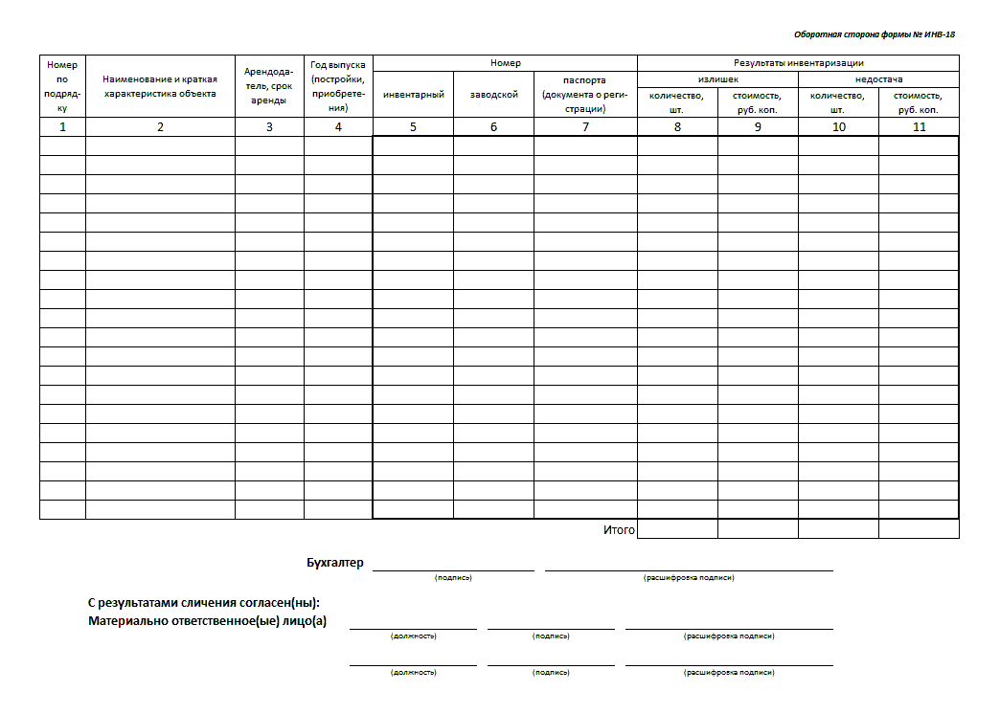 Оборотная сторона формы № ИНВ-18
Номер
по
подряд-
ку
Наименование и краткая
характеристика объекта
Арендода-
тель, срок
аренды
Год выпуска
(постройки,
приобрете-
ния)
Номер
инвентарный
заводской
паспорта
(документа о реги-
страции)
Результаты инвентаризации
излишек
недостача
количество,
шт.
стоимость,
руб. коп.
количество,
шт.
стоимость,
руб. коп.
1 2 3 4 5 6 7 8 9 10 11
Итого
Бухгалтер
(подпись) (расшифровка подписи)
С результатами сличения согласен(ны):
Материально ответственное(ые) лицо(а)
(должность) (подпись) (расшифровка подписи)
(должность) (подпись) (расшифровка подписи)